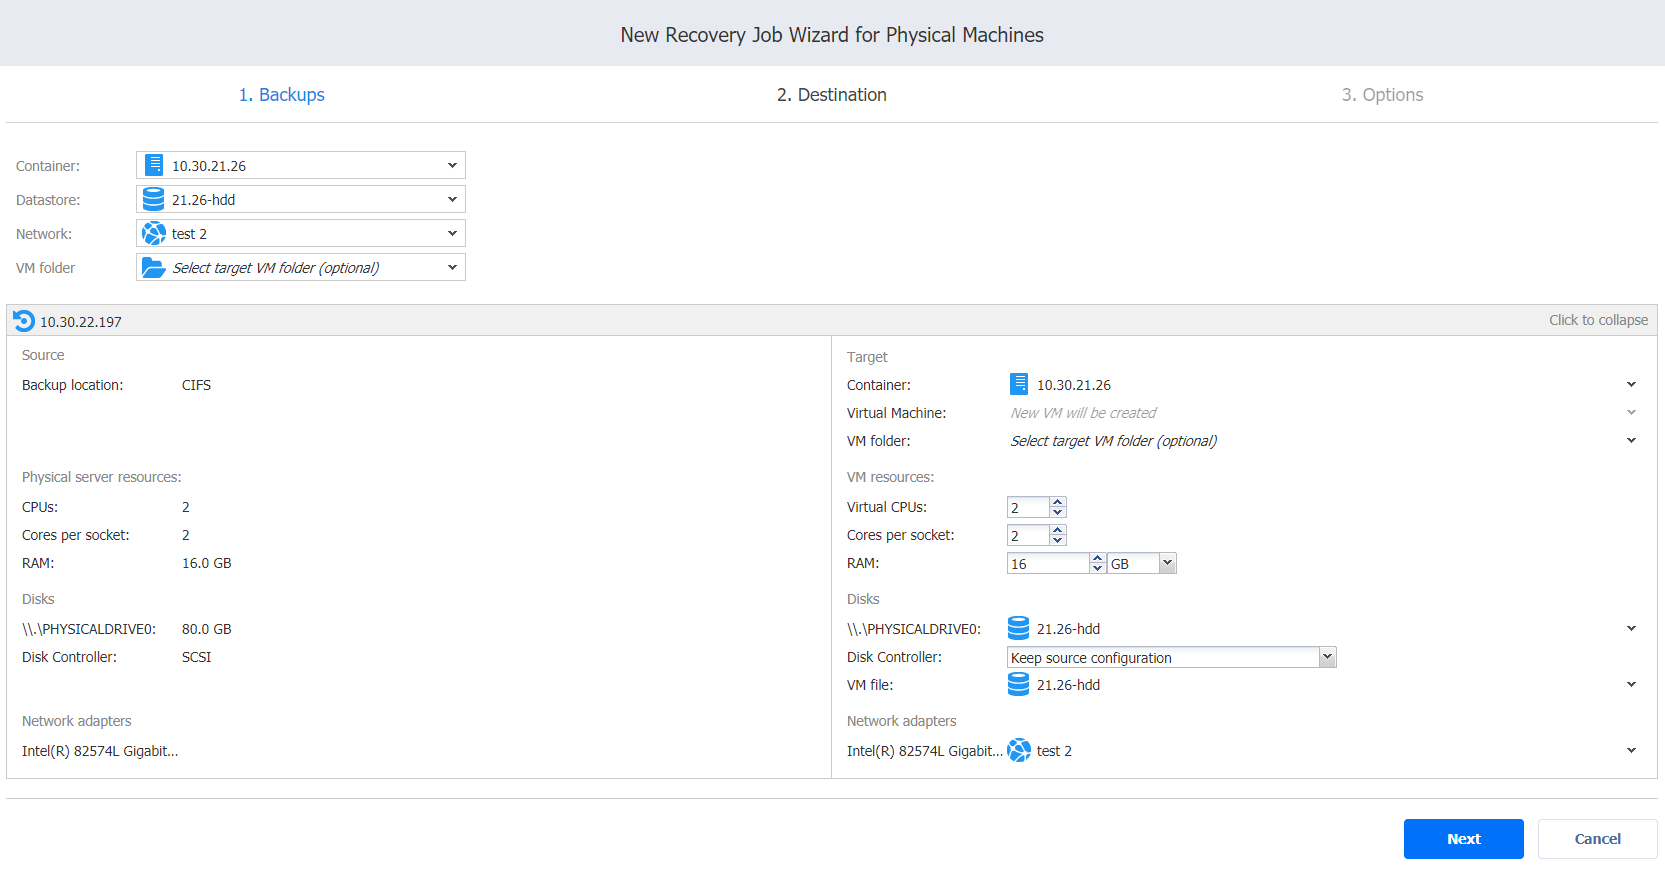 New Recovery Job Wizard for Physical Machines
1. Backups
2. Destination
3. Options
Container: 10.30.21.26
Datastore: 21.26-hdd
Network: test 2
VM folder Select target VM folder (optional)
10.30.22.197 Click to collapse
Source
Backup location: CIFS
Physical server resources:
CPUs: 2
Cores per socket: 2
RAM: 16.0 GB
Disks
\\.\PHYSICALDRIVE0: 80.0 GB
Disk Controller: SCSI
Network adapters
Intel(R) 82574L Gigabit...
Target
Container: 10.30.21.26
Virtual Machine: New VM will be created
VM folder: Select target VM folder (optional)
VM resources:
Virtual CPUs: 2
Cores per socket: 2
RAM: 16 GB
Disks
\\.\PHYSICALDRIVE0: 21.26-hdd
Disk Controller: Keep source configuration
VM file: 21.26-hdd
Network adapters
Intel(R) 82574L Gigabit... test 2
Next
Cancel